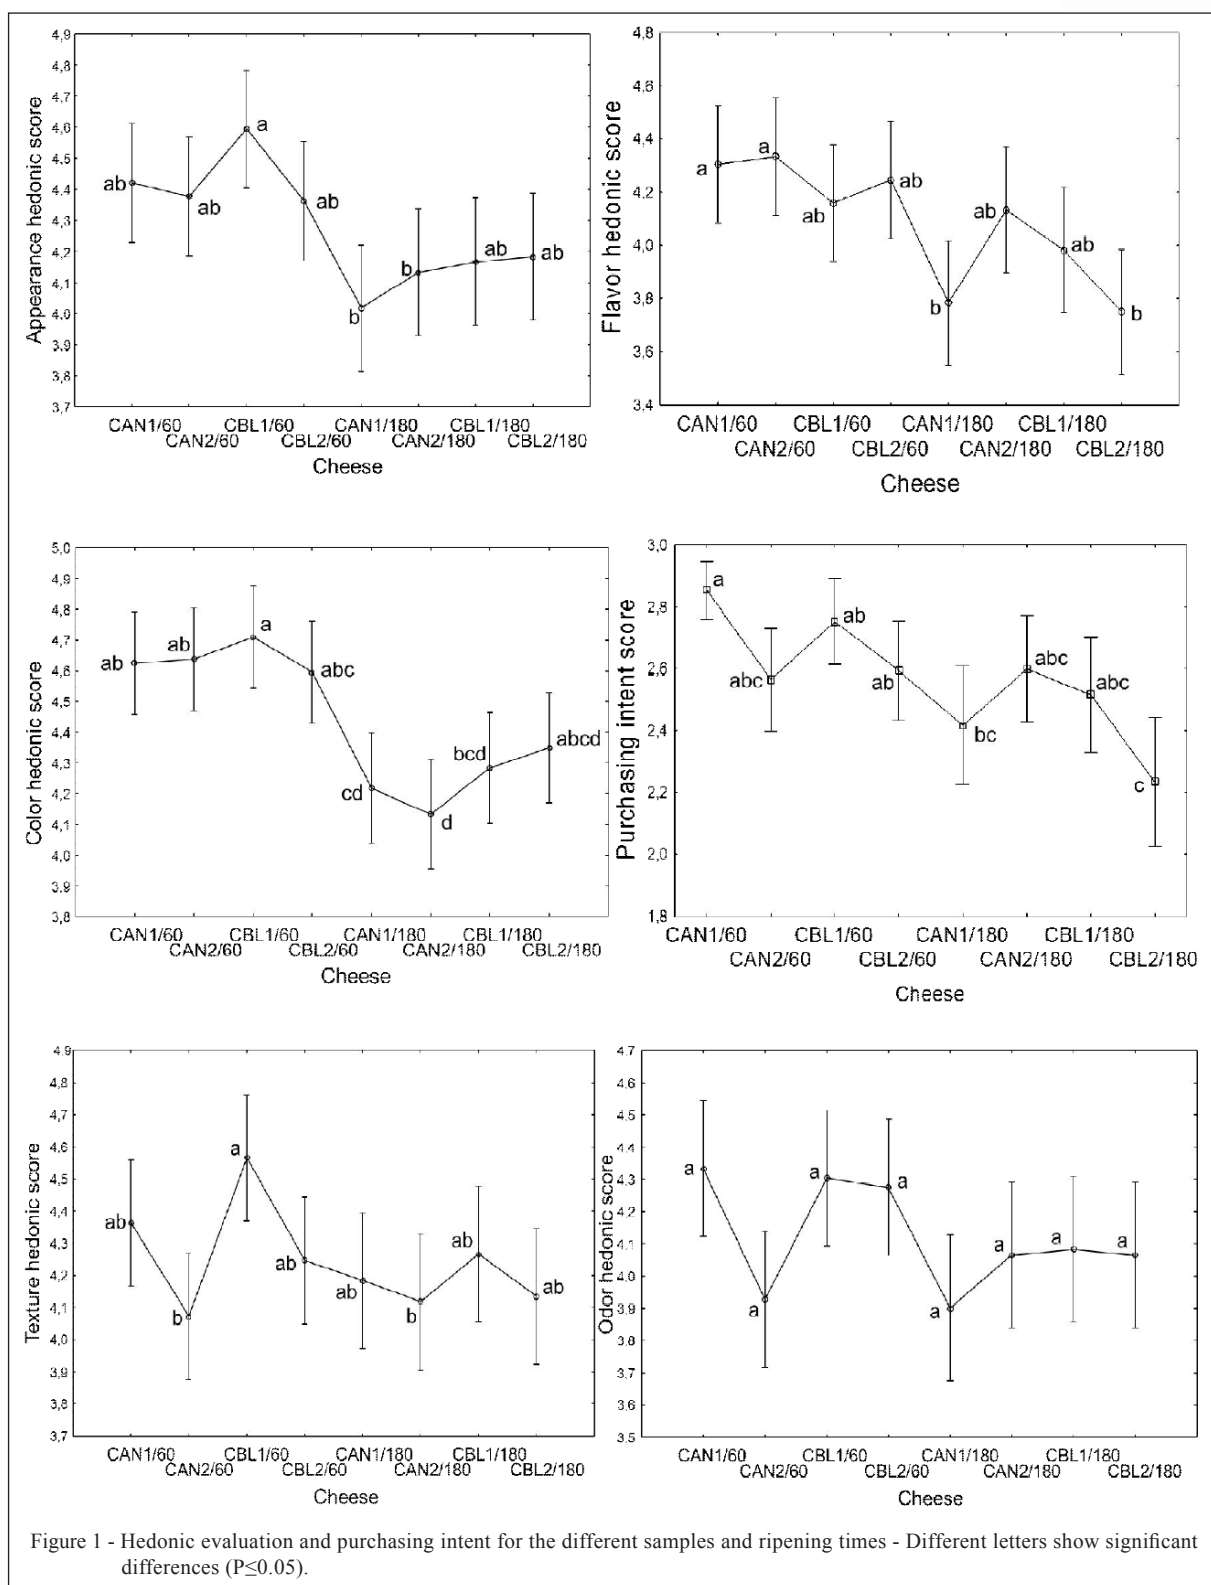 Appearance hedonic score
4,9
4,8
4,7
4,6
4,5
4,4
4,3
4,2
4,1
4,0
3,9
3,8
3,7
ab
ab
a
ab
b
b
ab
ab
CAN1/60 CBL1/60 CAN1/180 CBL1/180
CAN2/60 CBL2/60 CAN2/180 CBL2/180
Cheese
Flavor hedonic score
4,8
4,6
4,4
4,2
4,0
3,8
3,6
3,4
a
a
ab
ab
b
ab
ab
b
CAN1/60 CBL1/60 CAN1/180 CBL1/180
CAN2/60 CBL2/60 CAN2/180 CBL2/180
Cheese
Color hedonic score
5,0
4,9
4,8
4,7
4,6
4,5
4,4
4,3
4,2
4,1
4,0
3,9
3,8
ab
ab
a
abc
cd
d
bcd
abcd
CAN1/60 CBL1/60 CAN1/180 CBL1/180
CAN2/60 CBL2/60 CAN2/180 CBL2/180
Cheese
Purchasing intent score
3,0
2,8
2,6
2,4
2,2
2,0
1,8
a
abc
ab
ab
bc
abc
abc
c
CAN1/60 CBL1/60 CAN1/180 CBL1/180
CAN2/60 CBL2/60 CAN2/180 CBL2/180
Cheese
Texture hedonic score
4,9
4,8
4,7
4,6
4,5
4,4
4,3
4,2
4,1
4,0
3,9
3,8
3,7
ab
b
a
ab
ab
b
ab
ab
CAN1/60 CBL1/60 CAN1/180 CBL1/180
CAN2/60 CBL2/60 CAN2/180 CBL2/180
Cheese
Odor hedonic score
4.7
4.6
4.5
4.4
4.3
4.2
4.1
4.0
3.9
3.8
3.7
3.6
3.5
a
a
a
a
a
a
a
a
CAN1/60 CBL1/60 CAN1/180 CBL1/180
CAN2/60 CBL2/60 CAN2/180 CBL2/180
Cheese
Figure 1 - Hedonic evaluation and purchasing intent for the different samples and ripening times - Different letters show significant
differences (P≤0.05).